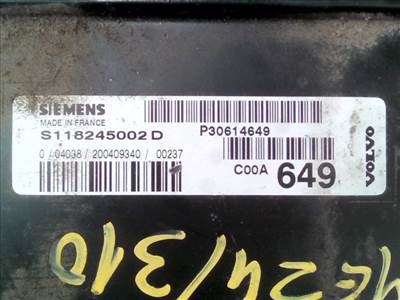 SIEMENS
MADE IN FRANCE
S118245002 D
P30614649
0 / 04038 / 200409340 / 00237
C00A 649
VOLVO